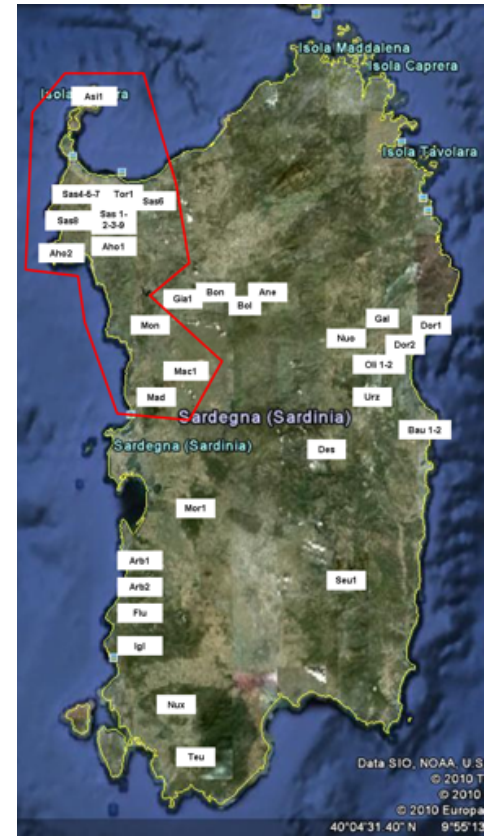 Isola Maddalena
Isola Caprera
Isola
ra
Asi1
Isola Tavolara
Sas4-5-7
Tor1
Sas6
Sas8
Sas 1-
2-3-9
Aho1
Aho2
Gia1
Bon
Bol
Ane
Mon
Gal
Dor1
Nuo
Dor2
Oli 1-2
Mac1
Mad
Urz
Sardegna (Sardinia)
Bau 1-2
Sardegna (Sardinia)
Des
Mor1
Arb1
Seu1
Arb2
Flu
Igl
Nux
Teu
Data SIO, NOAA, U.S
© 2010 T
© 2010
© 2010 Europa
40°04'31.40" N 9°55'13